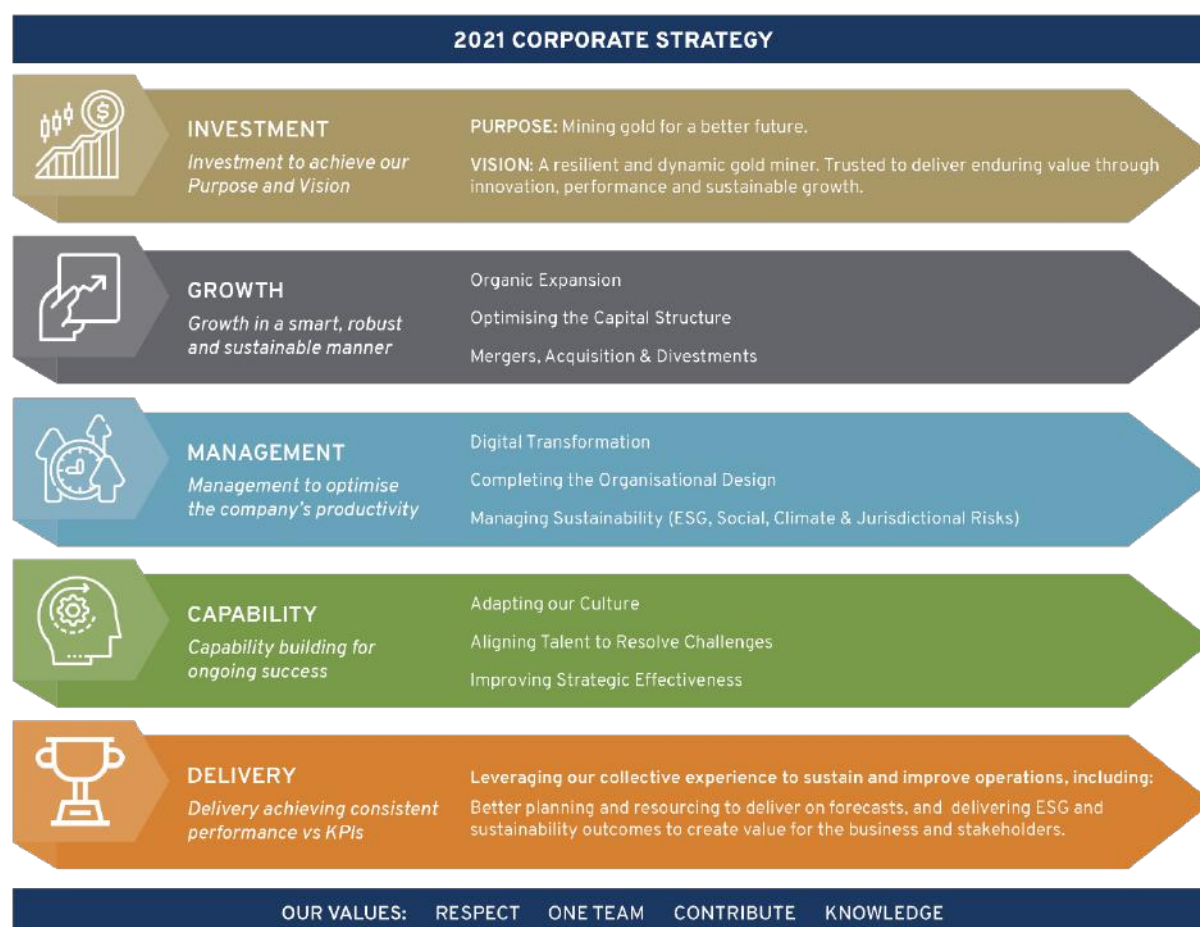 2021 CORPORATE STRATEGY
INVESTMENT
Investment to achieve our
Purpose and Vision
PURPOSE: Mining gold for a better future.
VISION: A resilient and dynamic gold miner. Trusted to deliver enduring value through
innovation, performance and sustainable growth.
GROWTH
Growth in a smart, robust
and sustainable manner
Organic Expansion
Optimising the Capital Structure
Mergers, Acquisition & Divestments
MANAGEMENT
Management to optimise
the company's productivity
Digital Transformation
Completing the Organisational Design
Managing Sustainability (ESG, Social, Climate & Jurisdictional Risks)
CAPABILITY
Capability building for
ongoing success
Adapting our Culture
Aligning Talent to Resolve Challenges
Improving Strategic Effectiveness
DELIVERY
Delivery achieving consistent
performance vs KPIs
Leveraging our collective experience to sustain and improve operations, including:
Better planning and resourcing to deliver on forecasts, and delivering ESG and
sustainability outcomes to create value for the business and stakeholders.
OUR VALUES: RESPECT ONE TEAM CONTRIBUTE KNOWLEDGE